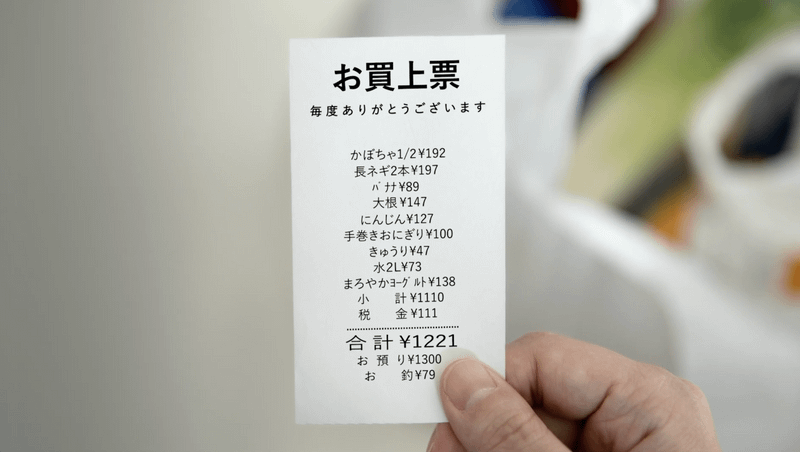 お買上票
毎度ありがとうございます
かぼちゃ1/2¥192
長ネギ2本¥197
ﾊﾞﾅﾅ¥89
大根¥147
にんじん¥127
手巻きおにぎり¥100
きゅうり¥47
水2L¥73
まろやかﾖｰｸﾞﾙﾄ¥138
小　計¥1110
税　金¥111
合計¥1221
お預り¥1300
お　釣¥79